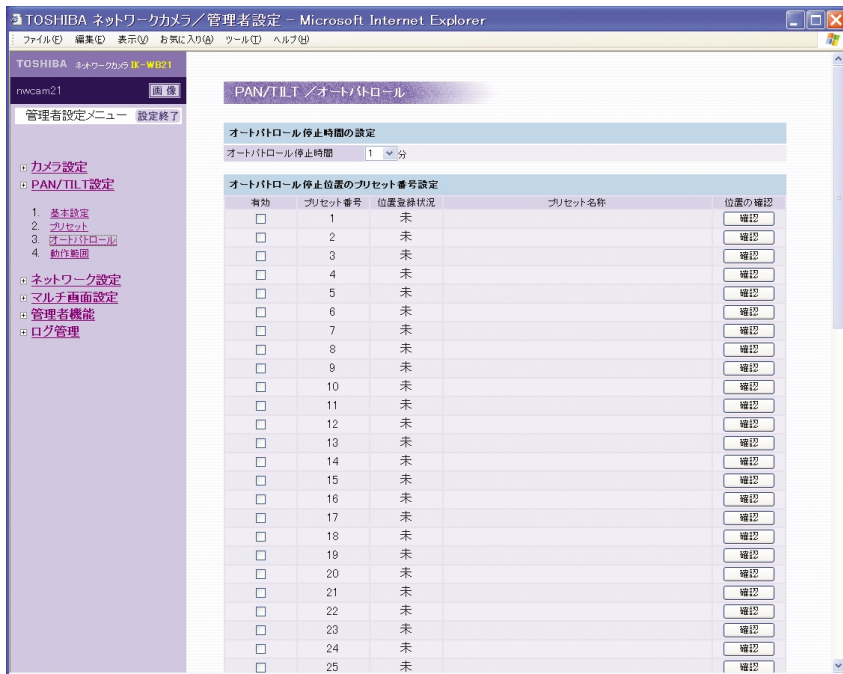 TOSHIBA ネットワークカメラ／管理者設定 - Microsoft Internet Explorer
ファイル(F) 編集(E) 表示(V) お気に入り(A) ツール(T) ヘルプ(H)
TOSHIBA ネットワークカメラ IK-WB21
nwcam21 画像
管理者設定メニュー 設定終了
カメラ設定
PAN/TILT設定
1. 基本設定
2. プリセット
3. オートパトロール
4. 動作範囲
ネットワーク設定
マルチ画面設定
管理者機能
ログ管理
PAN/TILT ／オートパトロール
オートパトロール停止時間の設定
オートパトロール停止時間 1 分
オートパトロール停止位置のプリセット番号設定
有効 プリセット番号 位置登録状況 プリセット名称 位置の確認
1 未 確認
2 未 確認
3 未 確認
4 未 確認
5 未 確認
6 未 確認
7 未 確認
8 未 確認
9 未 確認
10 未 確認
11 未 確認
12 未 確認
13 未 確認
14 未 確認
15 未 確認
16 未 確認
17 未 確認
18 未 確認
19 未 確認
20 未 確認
21 未 確認
22 未 確認
23 未 確認
24 未 確認
25 未 確認